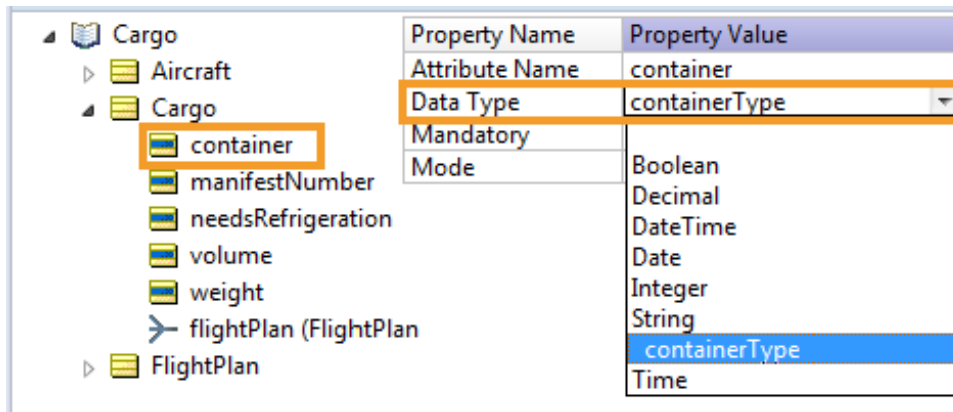 Cargo
Aircraft
Cargo
container
manifestNumber
needsRefrigeration
volume
weight
flightPlan (FlightPlan
FlightPlan
Property Name Property Value
Attribute Name container
Data Type containerType
Mandatory
Mode
Boolean
Decimal
DateTime
Date
Integer
String
containerType
Time